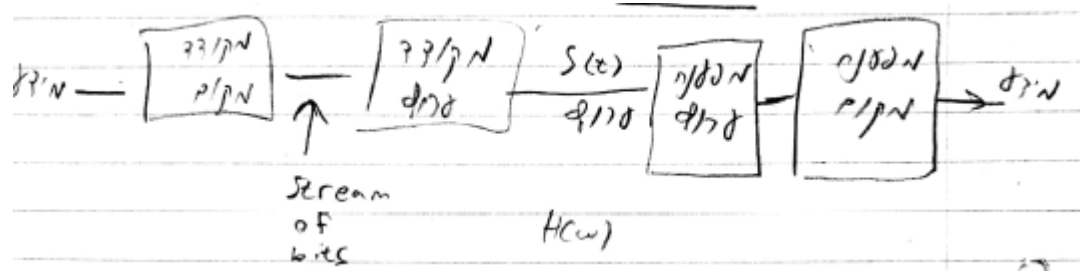 מידע
מקודד
מקור
Stream
of
bits
מקודד
ערוץ
S(t)
ערוץ
H(ω)
מפענח
ערוץ
מפענח
מקור
מידע